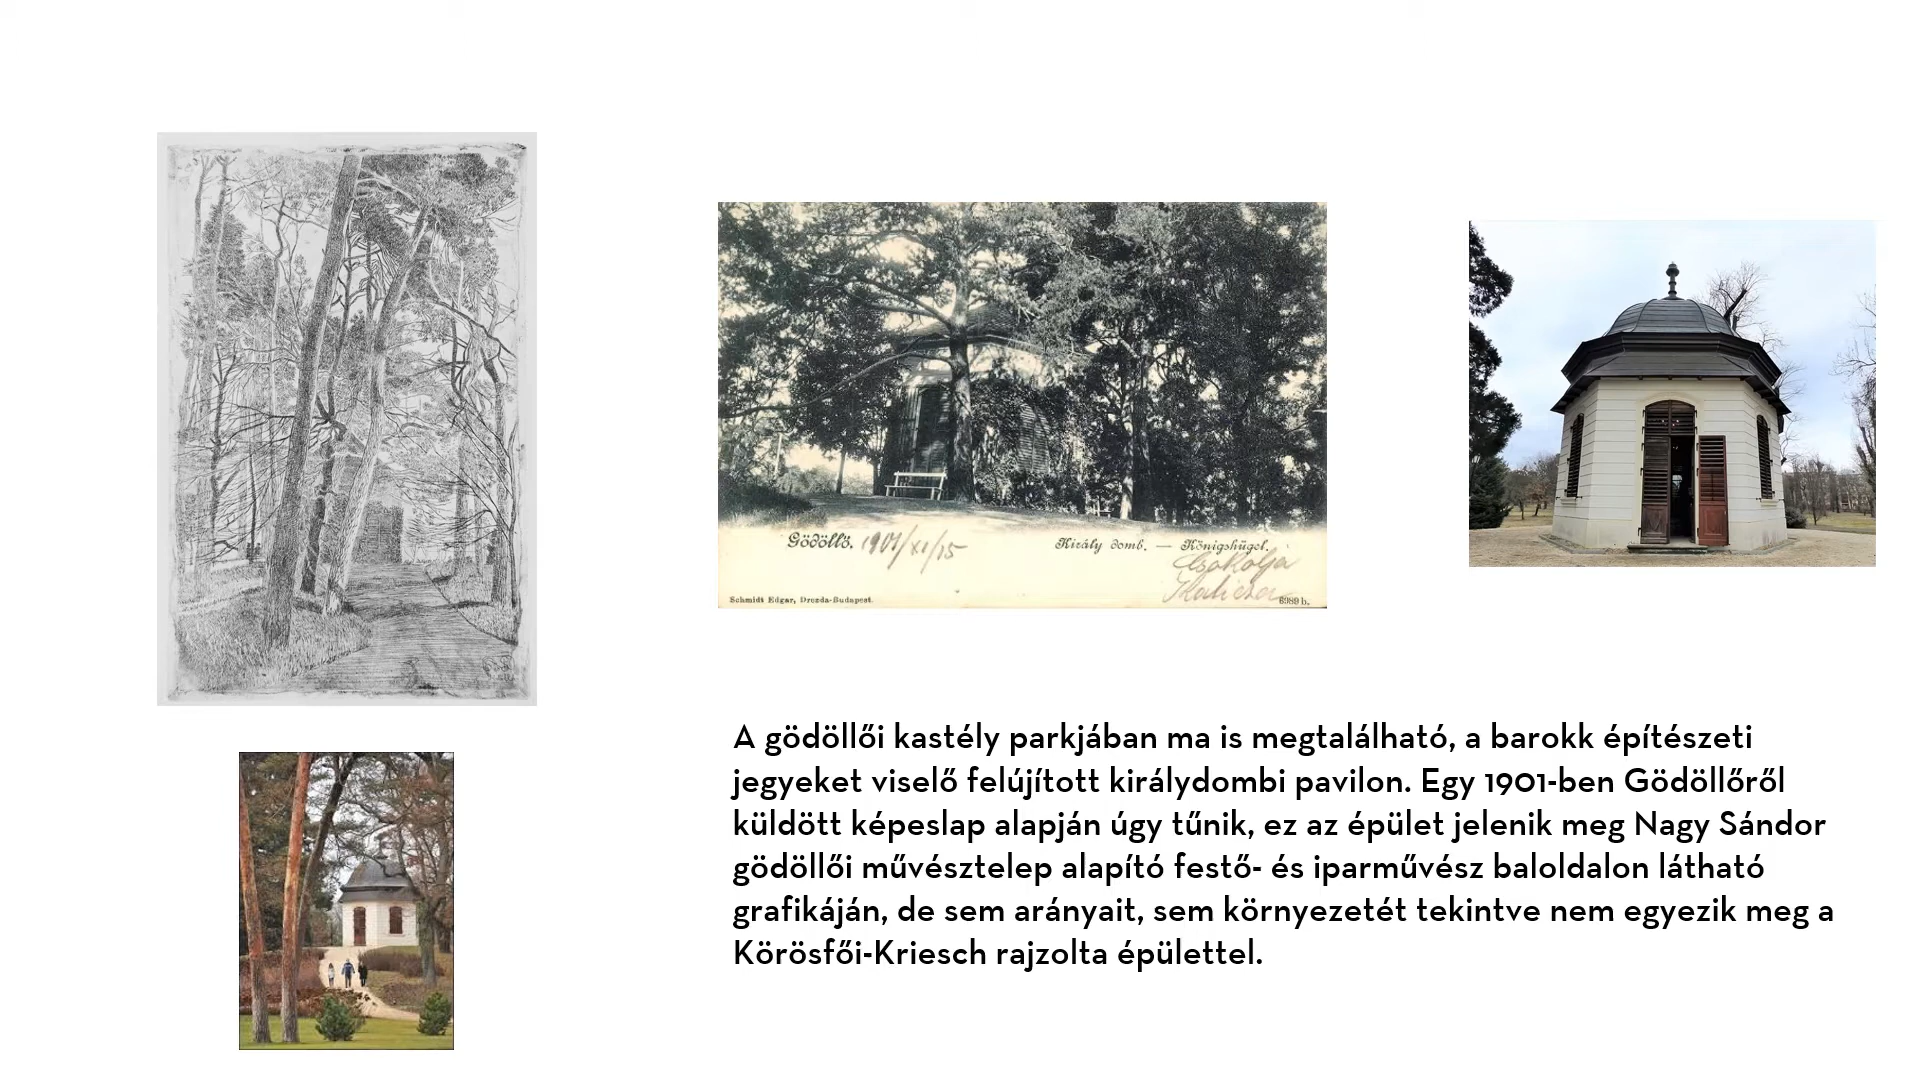 Gödöllő. 1901/XI/15
Király domb. — Königshügel.
Schmidt Edgar, Drezda-Budapest.
6989 b.
A gödöllői kastély parkjában ma is megtalálható, a barokk építészeti
jegyeket viselő felújított királydombi pavilon. Egy 1901-ben Gödöllőről
küldött képeslap alapján úgy tűnik, ez az épület jelenik meg Nagy Sándor
gödöllői művésztelep alapító festő- és iparművész baloldalon látható
grafikáján, de sem arányait, sem környezetét tekintve nem egyezik meg a
Körösfői-Kriesch rajzolta épülettel.